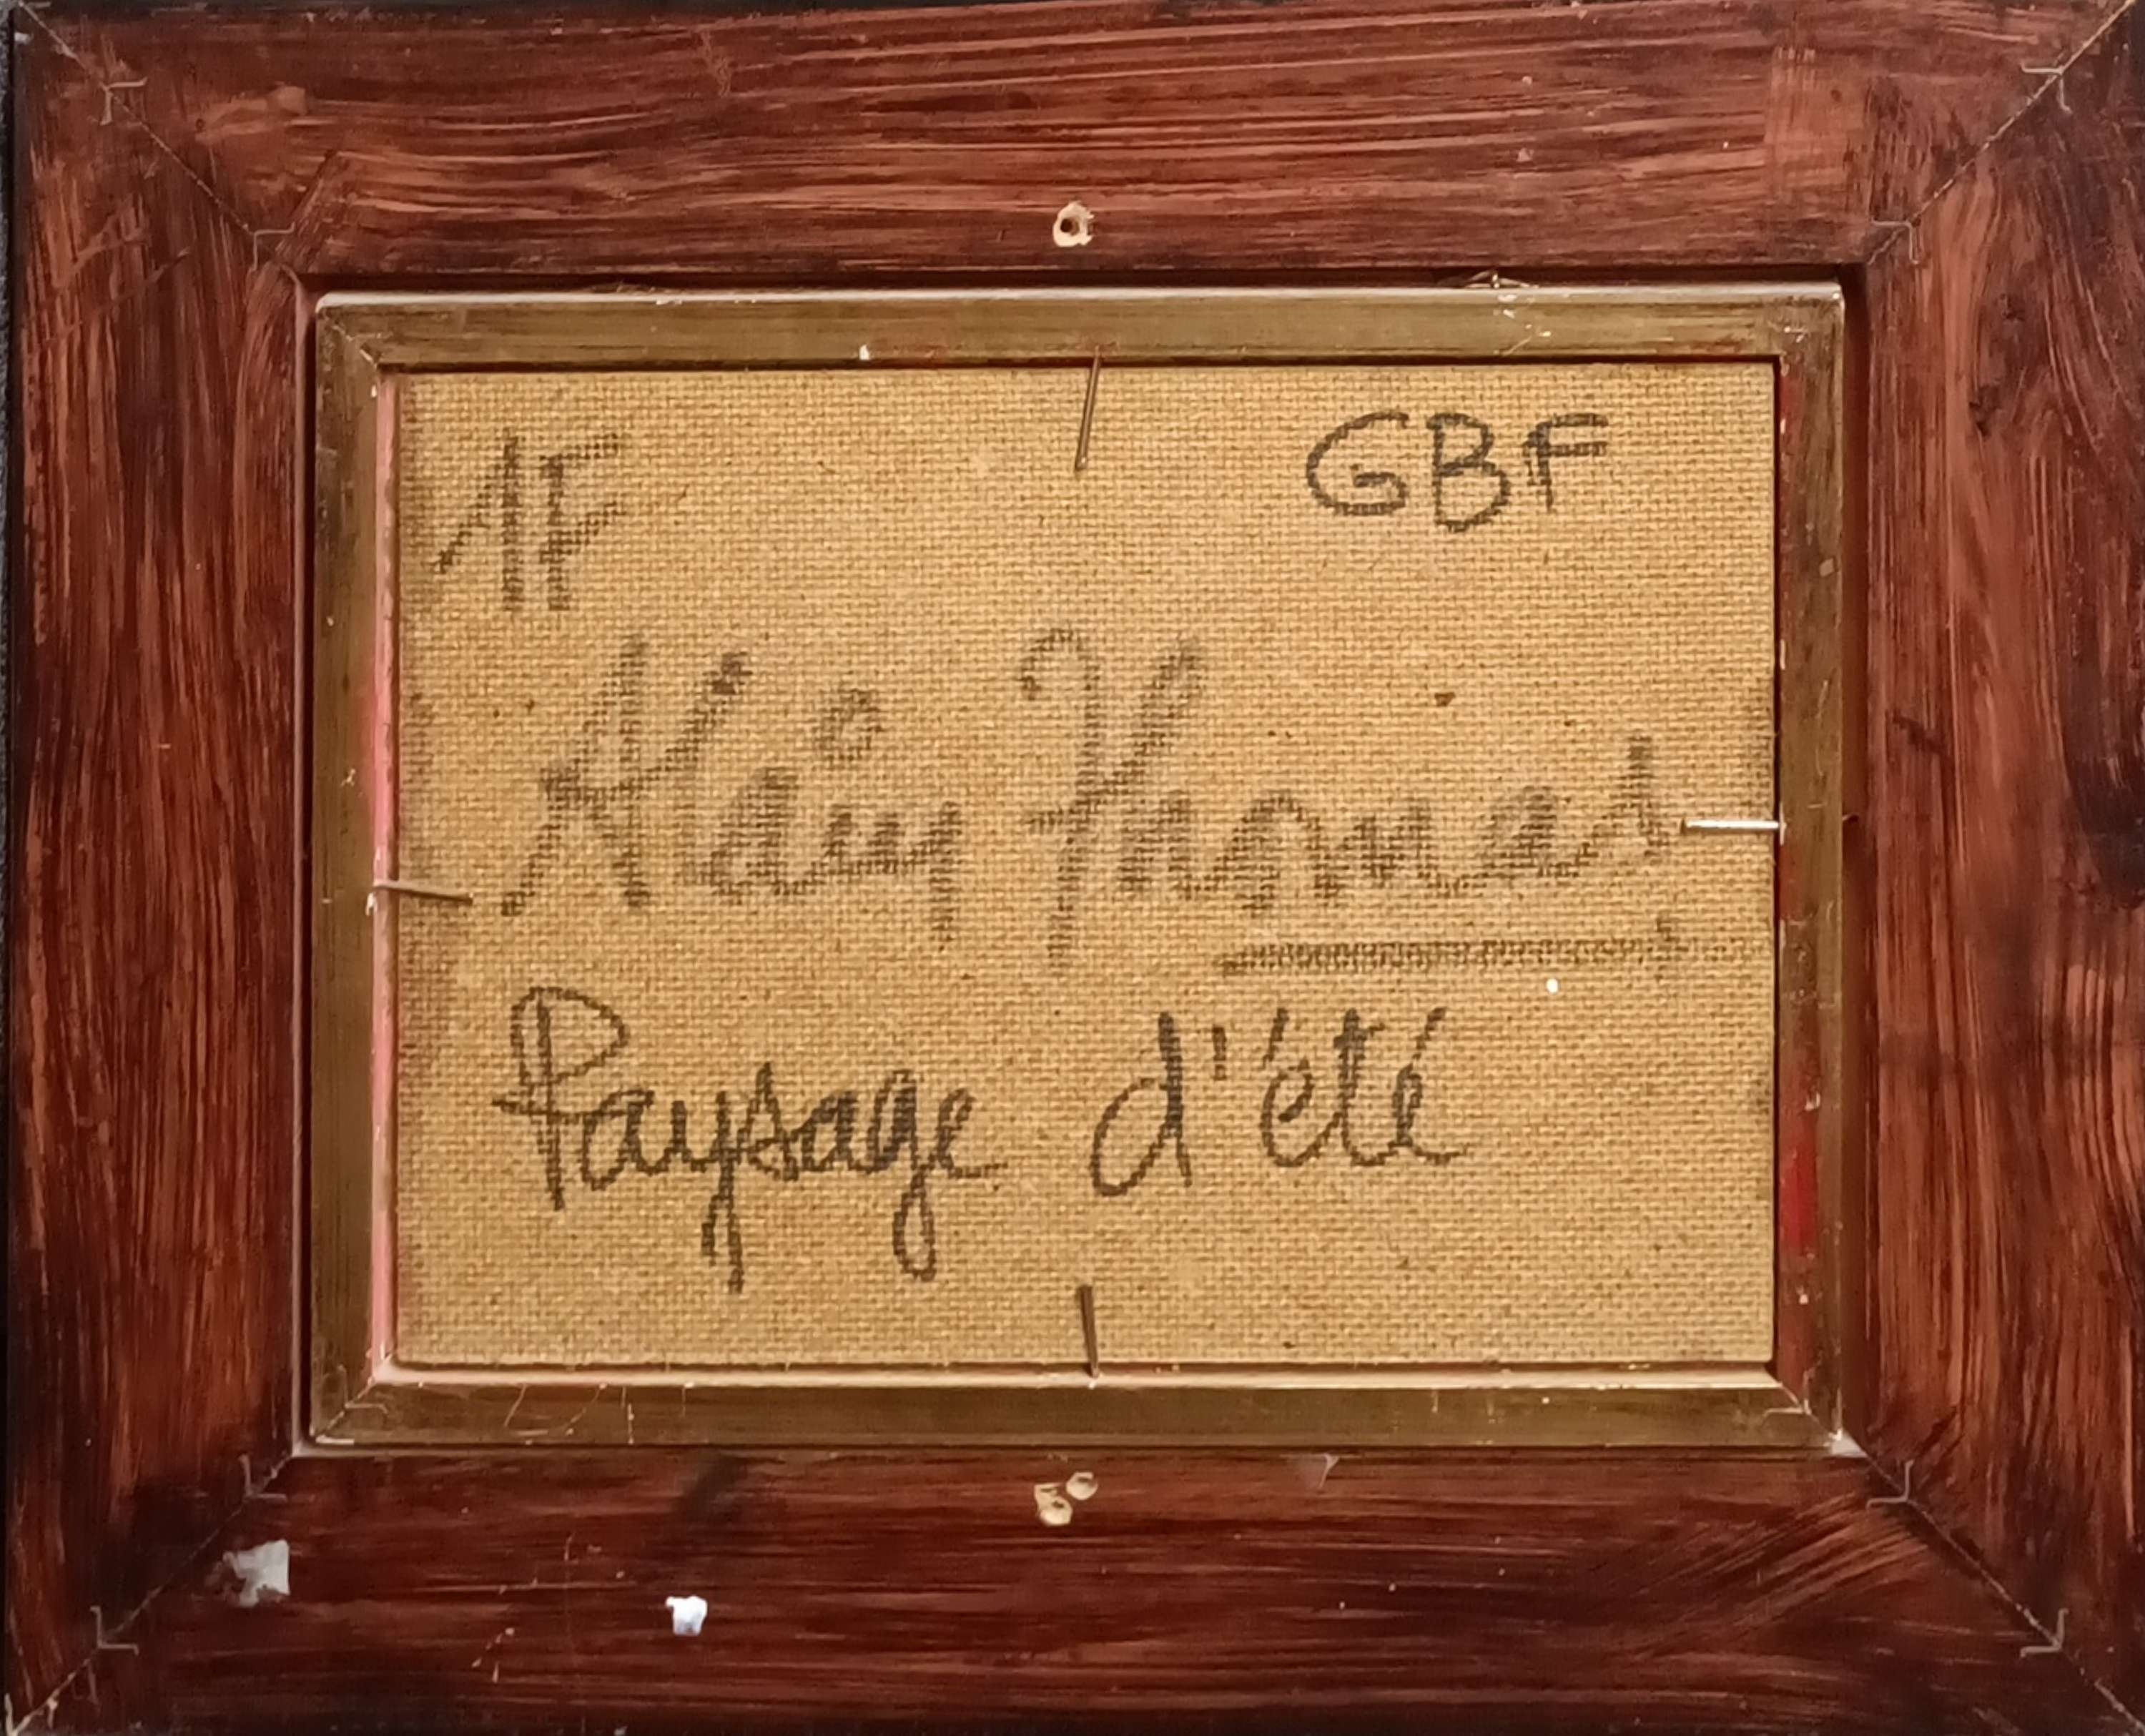 1F GBF
Alain Thomas
Paysage d'été